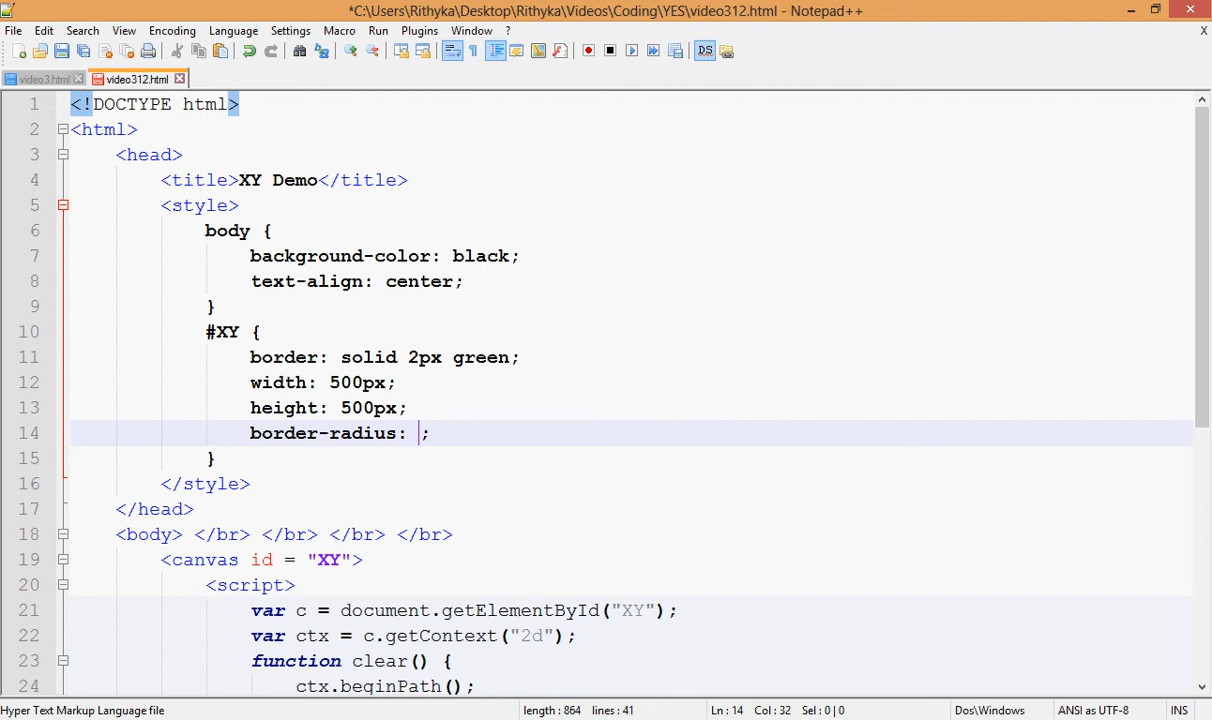 *C:\Users\Rithyka\Desktop\Rithyka\Videos\Coding\YES\video312.html - Notepad++
File Edit Search View Encoding Language Settings Macro Run Plugins Window ? X
video3.html video312.html
1 <!DOCTYPE html>
2 <html>
3 <head>
4 <title>XY Demo</title>
5 <style>
6 body {
7 background-color: black;
8 text-align: center;
9 }
10 #XY {
11 border: solid 2px green;
12 width: 500px;
13 height: 500px;
14 border-radius: ;
15 }
16 </style>
17 </head>
18 <body> </br> </br> </br> </br>
19 <canvas id = "XY">
20 <script>
21 var c = document.getElementById("XY");
22 var ctx = c.getContext("2d");
23 function clear() {
24 ctx.beginPath();
Hyper Text Markup Language file length : 864 lines : 41 Ln : 14 Col : 32 Sel : 0 | 0 Dos\Windows ANSI as UTF-8 INS